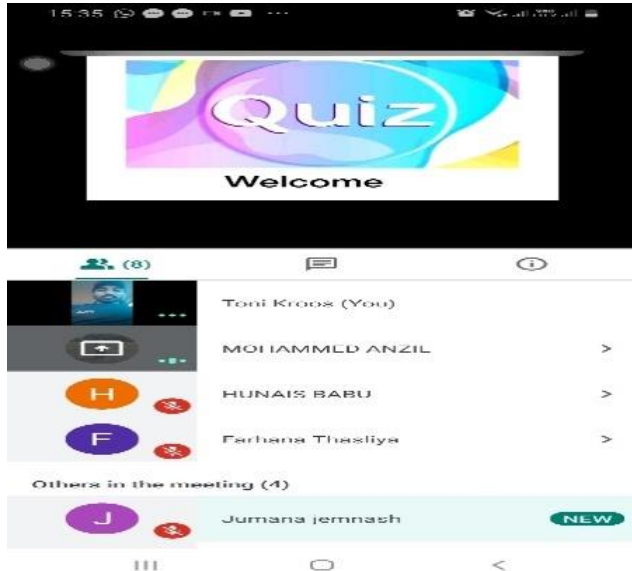 15:35
Quiz
Welcome
(8)
Toni Kroos (You)
MOHAMMED ANZIL
HUNAIS BABU
Farhana Thasliya
Others in the meeting (4)
Jumana jemnash
NEW
H
F
J